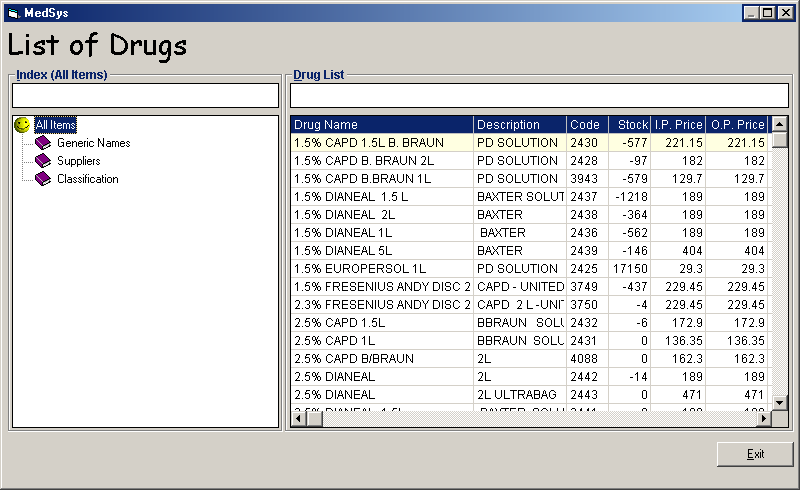 MedSys
List of Drugs
Index (All Items)
All Items
Generic Names
Suppliers
Classification
Drug List
Drug Name Description Code Stock I.P. Price O.P. Price
1.5% CAPD 1.5L B. BRAUN PD SOLUTION 2430 -577 221.15 221.15
1.5% CAPD B. BRAUN 2L PD SOLUTION 2428 -97 182 182
1.5% CAPD B.BRAUN 1L PD SOLUTION 3943 -579 129.7 129.7
1.5% DIANEAL 1.5 L BAXTER SOLUT 2437 -1218 189 189
1.5% DIANEAL 2L BAXTER 2438 -364 189 189
1.5% DIANEAL 1L BAXTER 2436 -562 189 189
1.5% DIANEAL 5L BAXTER 2439 -146 404 404
1.5% EUROPERSOL 1L PD SOLUTION 2425 17150 29.3 29.3
1.5% FRESENIUS ANDY DISC 2 CAPD - UNITED 3749 -437 229.45 229.45
2.3% FRESENIUS ANDY DISC 2 CAPD 2 L -UNIT 3750 -4 229.45 229.45
2.5% CAPD 1.5L BBRAUN SOLU 2432 -6 172.9 172.9
2.5% CAPD 1L BBRAUN SOLU 2431 0 136.35 136.35
2.5% CAPD B/BRAUN 2L 4088 0 162.3 162.3
2.5% DIANEAL 2L 2442 -14 189 189
2.5% DIANEAL 2L ULTRABAG 2443 0 471 471
2.5% DIANEAL 1.5L
Exit